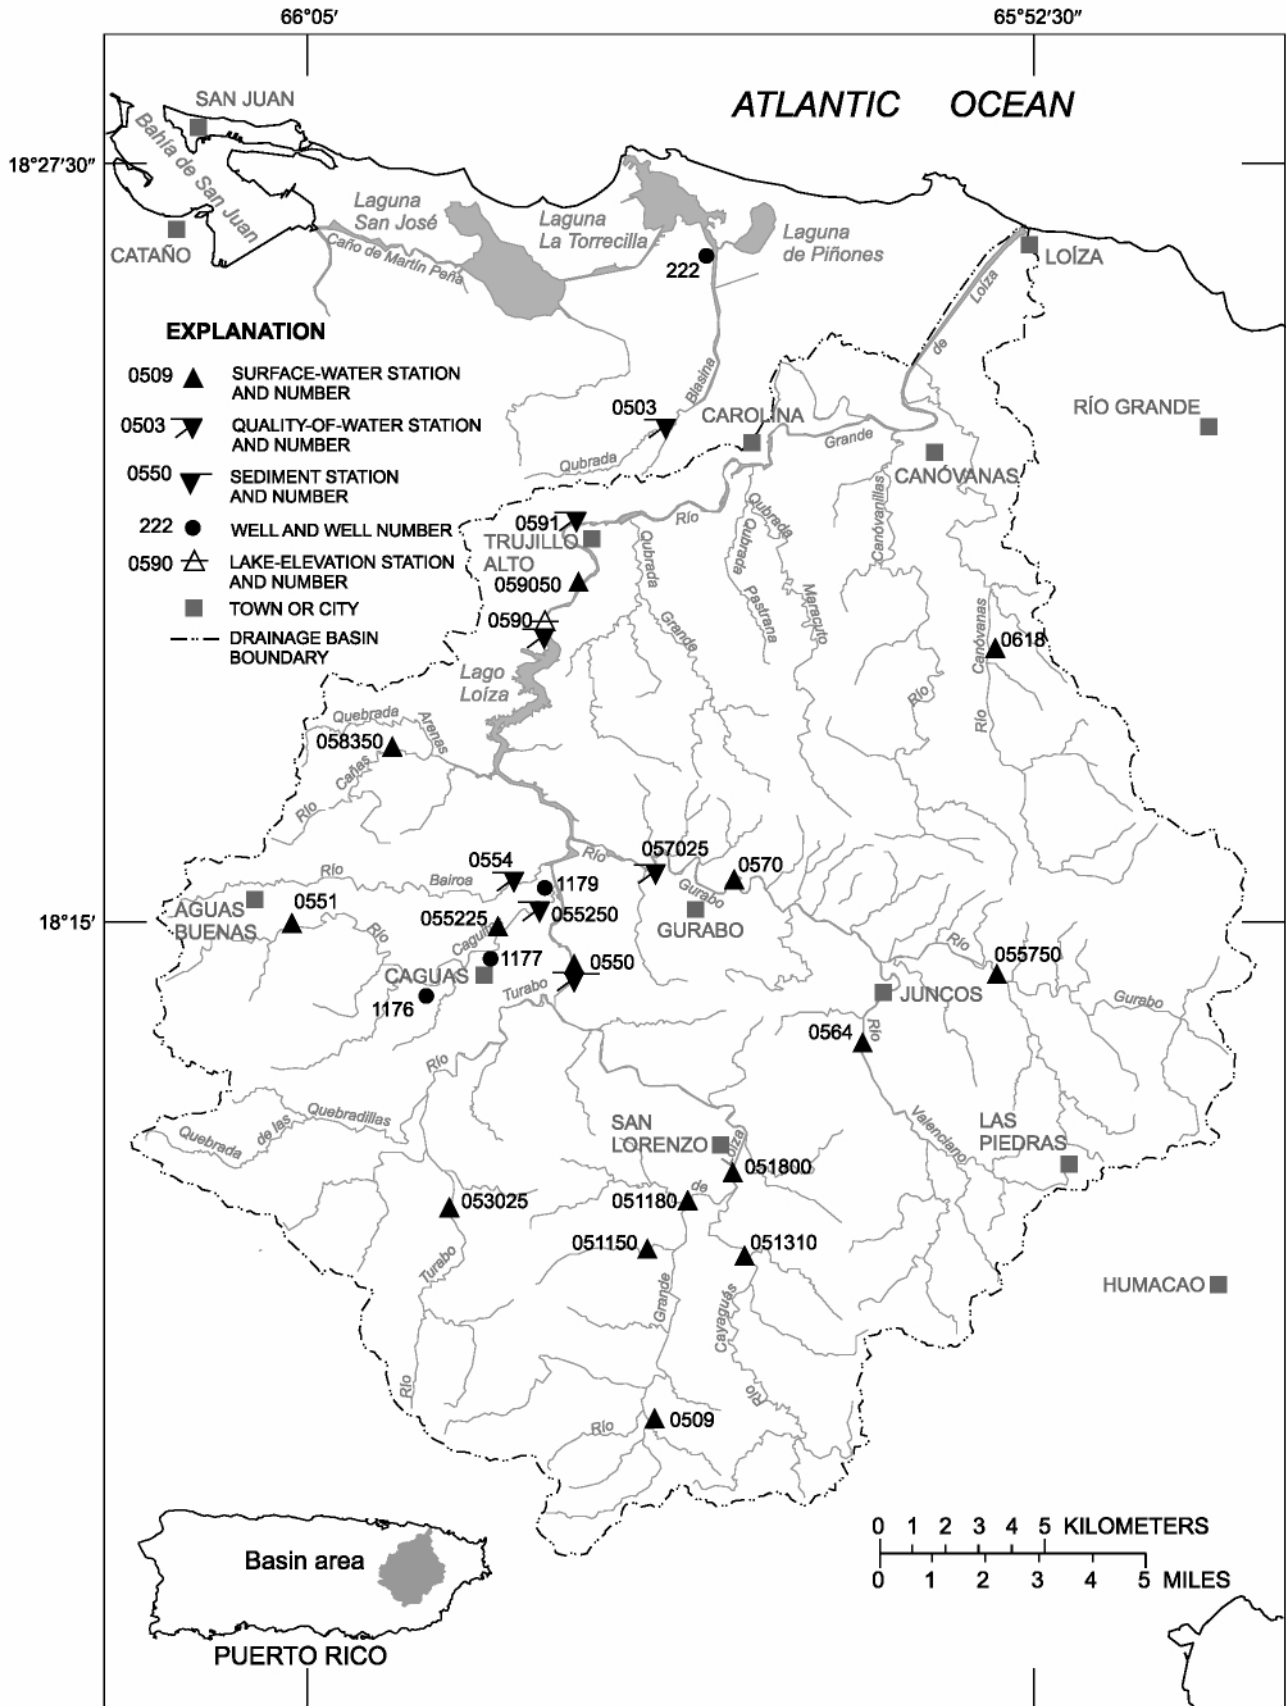 66°05′
65°52′30″
ATLANTIC OCEAN
SAN JUAN
Bahía de San Juan
18°27′30″
CATAÑO
Laguna
San José
Caño de Martín Peña
Laguna
La Torrecilla
Laguna
de Piñones
222
LOÍZA
Loíza
de
EXPLANATION
0509 SURFACE-WATER STATION
AND NUMBER
0503 QUALITY-OF-WATER STATION
AND NUMBER
0550 SEDIMENT STATION
AND NUMBER
222 WELL AND WELL NUMBER
0590 LAKE-ELEVATION STATION
AND NUMBER
TOWN OR CITY
DRAINAGE BASIN
BOUNDARY
Blasina
0503
Qubrada
CAROLINA
RÍO GRANDE
Grande
CANÓVANAS
Río
0591
TRUJILLO
ALTO
059050
0590
Lago
Loíza
Qubrada
Grande
Qubrada
Pastrana
Qubrada
Maracuto
Canóvanillas
Río
Canóvanas
Río
0618
Quebrada
Arenas
058350
Cañas
Río
Río
Bairoa
0554
1179
Río
057025
0570
Gurabo
GURABO
AGUAS
BUENAS
18°15′
0551
Río
055225
055250
Caguitas
1177
CAGUAS
1176
0550
Turabo
Río
Río
055750
Gurabo
JUNCOS
0564
Río
Valenciano
LAS
PIEDRAS
Quebrada de las Quebradillas
SAN
LORENZO
Loíza
051800
de
051180
051150
051310
053025
Turabo
Río
Grande
Cayaguás
Río
HUMACAO
Río
0509
Basin area
PUERTO RICO
0 1 2 3 4 5 KILOMETERS
0 1 2 3 4 5 MILES